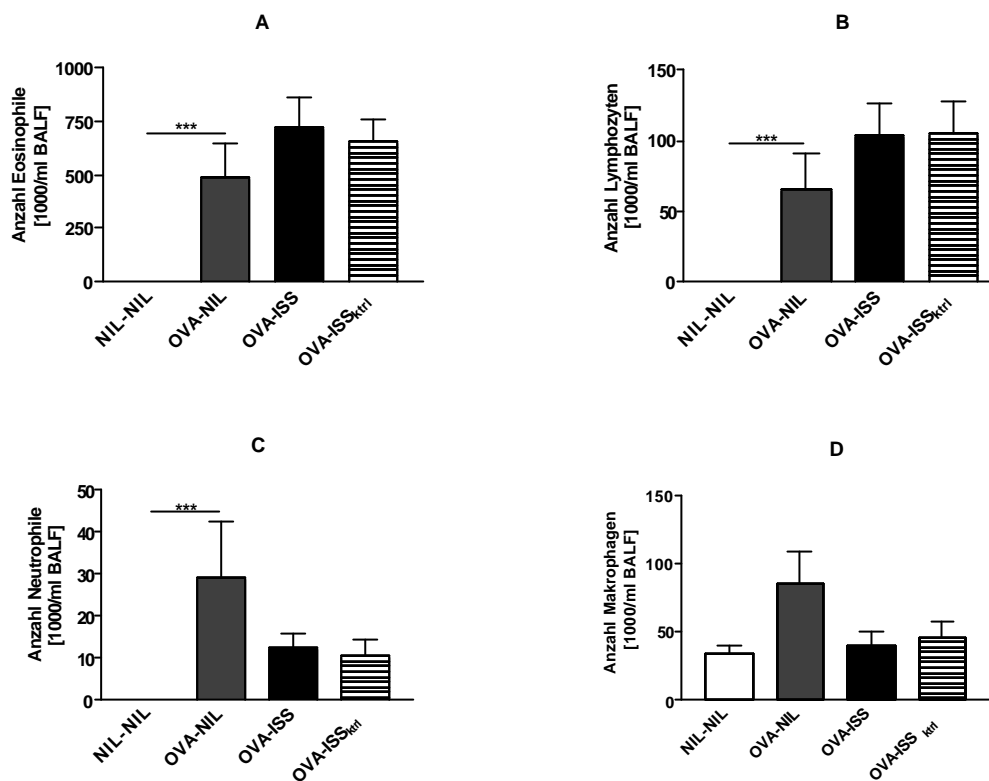 A
Anzahl Eosinophile
[1000/ml BALF]
1000
750
500
250
0
***
NIL-NIL
OVA-NIL
OVA-ISS
OVA-ISSktrl
B
Anzahl Lymphozyten
[1000/ml BALF]
150
100
50
0
***
NIL-NIL
OVA-NIL
OVA-ISS
OVA-ISSktrl
C
Anzahl Neutrophile
[1000/ml BALF]
50
40
30
20
10
0
***
NIL-NIL
OVA-NIL
OVA-ISS
OVA-ISSktrl
D
Anzahl Makrophagen
[1000/ml BALF]
150
100
50
0
NIL-NIL
OVA-NIL
OVA-ISS
OVA-ISS ktrl